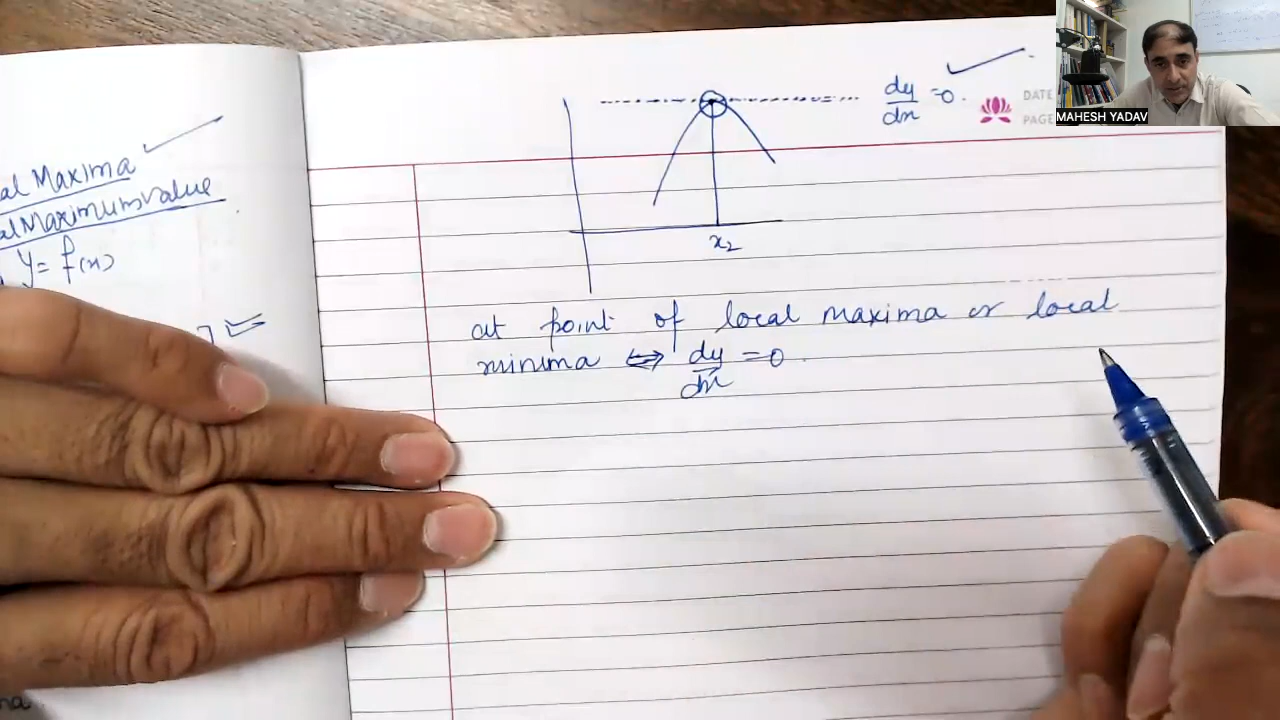 al Maxima
al Maximum value
y = f(x)
dy/dx = 0.
DATE
PAGE
MAHESH YADAV
x₂
at point of local maxima or local
minima ⇔ dy/dx = 0.